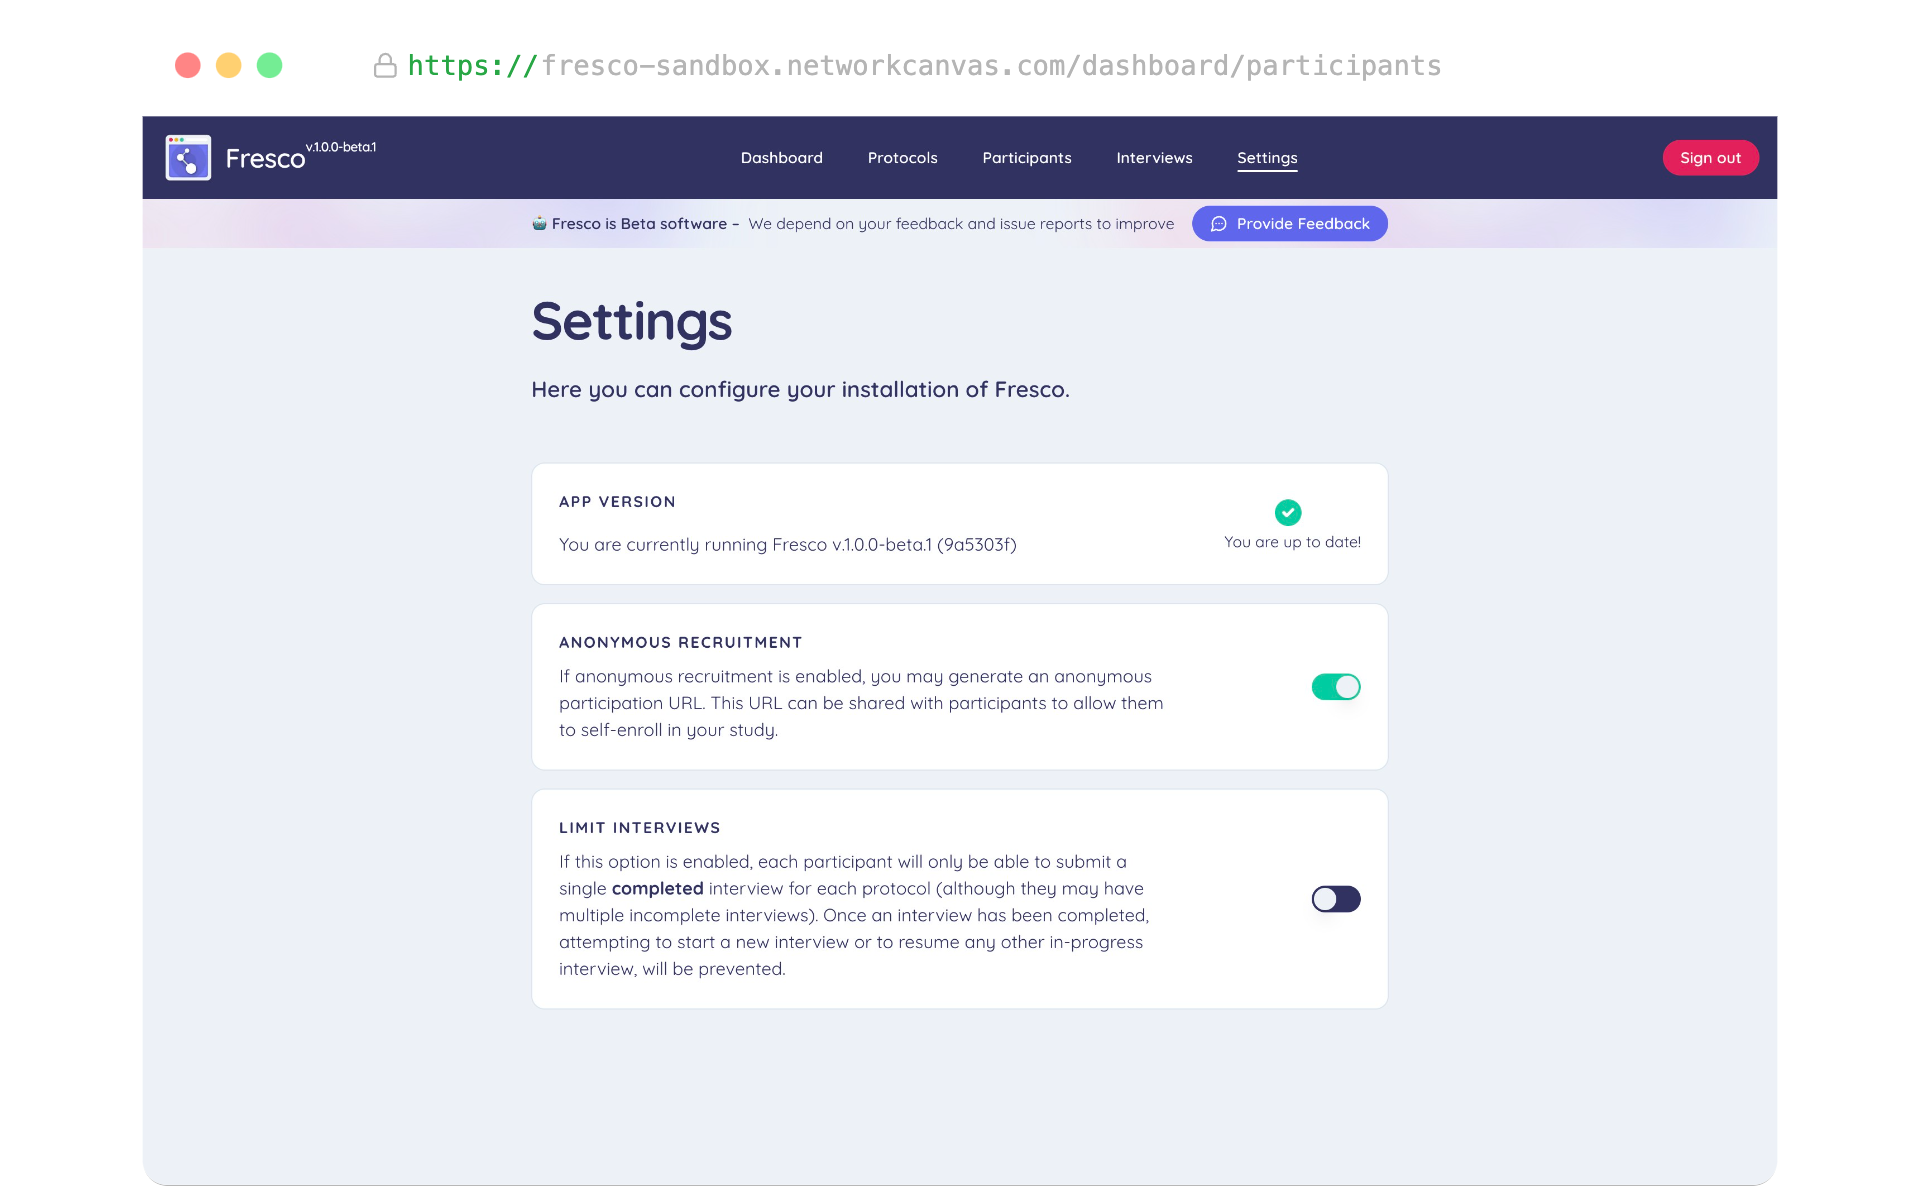 https://fresco-sandbox.networkcanvas.com/dashboard/participants
Fresco v.1.0.0-beta.1
Dashboard
Protocols
Participants
Interviews
Settings
Sign out
Fresco is Beta software – We depend on your feedback and issue reports to improve
Provide Feedback
Settings
Here you can configure your installation of Fresco.
APP VERSION
You are currently running Fresco v.1.0.0-beta.1 (9a5303f)
You are up to date!
ANONYMOUS RECRUITMENT
If anonymous recruitment is enabled, you may generate an anonymous
participation URL. This URL can be shared with participants to allow them
to self-enroll in your study.
LIMIT INTERVIEWS
If this option is enabled, each participant will only be able to submit a
single completed interview for each protocol (although they may have
multiple incomplete interviews). Once an interview has been completed,
attempting to start a new interview or to resume any other in-progress
interview, will be prevented.